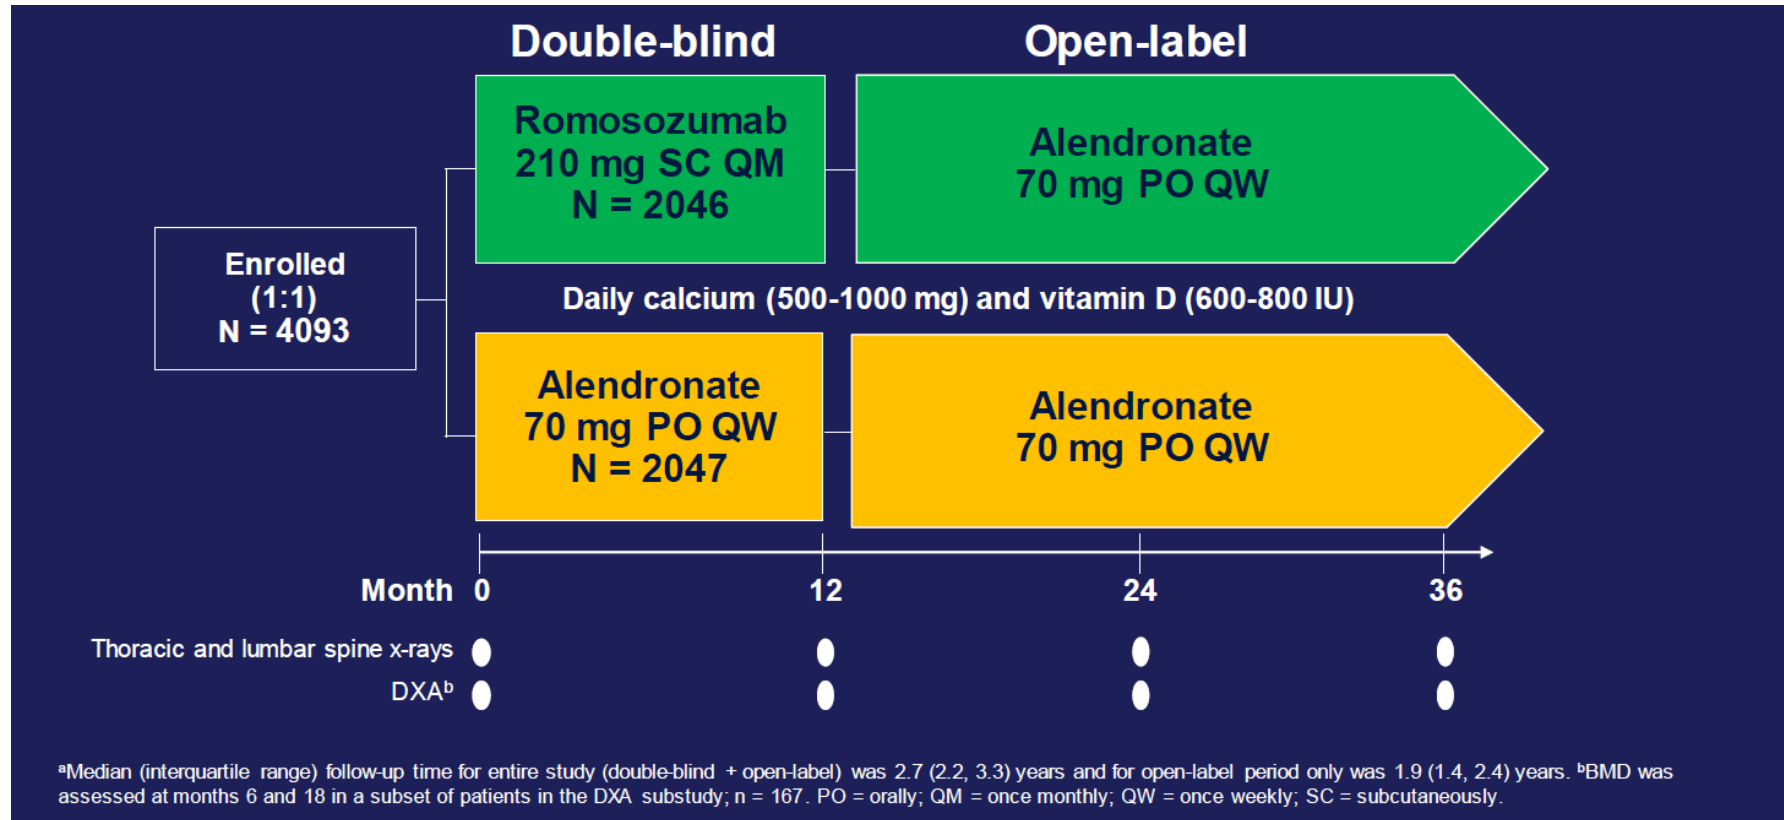 Double-blind
Open-label
Romosozumab
210 mg SC QM
N = 2046
Alendronate
70 mg PO QW
Enrolled
(1:1)
N = 4093
Daily calcium (500-1000 mg) and vitamin D (600-800 IU)
Alendronate
70 mg PO QW
N = 2047
Alendronate
70 mg PO QW
Month 0 12 24 36
Thoracic and lumbar spine x-rays
DXAᵇ
ᵃMedian (interquartile range) follow-up time for entire study (double-blind + open-label) was 2.7 (2.2, 3.3) years and for open-label period only was 1.9 (1.4, 2.4) years. ᵇBMD was
assessed at months 6 and 18 in a subset of patients in the DXA substudy; n = 167. PO = orally; QM = once monthly; QW = once weekly; SC = subcutaneously.